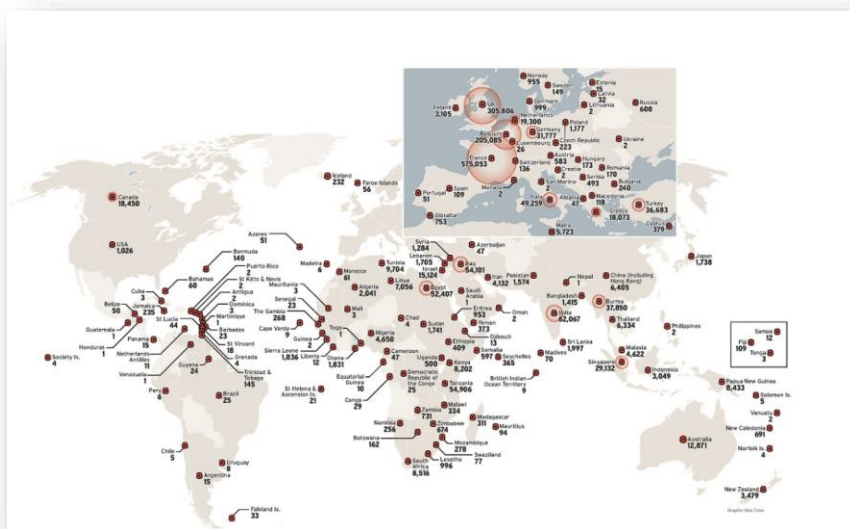 Norway
955
Sweden
149
Estonia
15
Latvia
32
Lithuania
2
Russia
608
Ireland
3,105
UK
305,806
Denmark
999
Netherlands
19,300
Belgium
205,085
Luxembourg
26
Germany
31,777
Poland
1,177
Czech Republic
223
Ukraine
2
France
575,053
Switzerland
136
Austria
583
Hungary
173
Romania
170
Croatia
2
Serbia
493
Bulgaria
240
Monaco
2
San Marino
2
Macedonia
118
Italy
49,259
Albania
47
Portugal
51
Spain
109
Gibraltar
753
Greece
18,073
Turkey
36,683
Malta
5,723
Cyprus
379
Iceland
232
Faroe Islands
56
Canada
18,450
USA
1,026
Azores
51
Bermuda
140
Puerto Rico
2
St Kitts & Nevis
2
Bahamas
60
Antigua
2
Cuba
3
Dominica
3
Jamaica
235
Martinique
1
Belize
50
St Lucia
44
Barbados
23
Guatemala
1
St Vincent
18
Honduras
1
Panama
15
Grenada
4
Netherlands
Antilles
11
Trinidad &
Tobago
145
Venezuela
1
Guyana
24
Society Is.
4
Peru
6
Brazil
25
Chile
5
Uruguay
8
Argentina
15
Falkland Is.
33
Madeira
6
Morocco
61
Tunisia
9,704
Algeria
2,041
Libya
7,056
Mauritania
3
Senegal
23
Mali
3
The Gambia
268
Cape Verde
9
Guinea
2
Sierra Leone
1,836
Liberia
12
Togo
1
Ghana
1,831
Nigeria
4,650
Chad
4
Cameroon
47
Equatorial
Guinea
10
Congo
29
Democratic
Republic of
the Congo
25
St Helena &
Ascension Is.
21
Syria
1,284
Lebanon
1,705
Israel
15,124
Azerbaijan
47
Iraq
54,101
Iran
4,132
Egypt
52,407
Saudi
Arabia
1
Eritrea
953
Oman
2
Sudan
1,741
Yemen
373
Djibouti
13
Ethiopia
409
Somalia
597
Uganda
500
Kenya
8,202
Seychelles
365
Tanzania
54,906
Malawi
334
Zambia
731
Zimbabwe
674
Namibia
256
Botswana
162
Mozambique
278
Madagascar
311
Mauritius
94
Swaziland
77
Lesotho
996
South
Africa
8,516
British Indian
Ocean Territory
9
Pakistan
1,574
Nepal
1
China (including
Hong Kong)
6,405
Japan
1,738
Bangladesh
1,415
India
62,067
Burma
37,850
Thailand
6,334
Sri Lanka
1,997
Maldives
70
Malaysia
4,622
Singapore
29,132
Indonesia
3,049
Philippines
2
Samoa
12
Fiji
109
Tonga
3
Papua New Guinea
8,433
Solomon Is.
5
Vanuatu
2
New Caledonia
691
Norfolk Is.
4
Australia
12,871
New Zealand
3,479